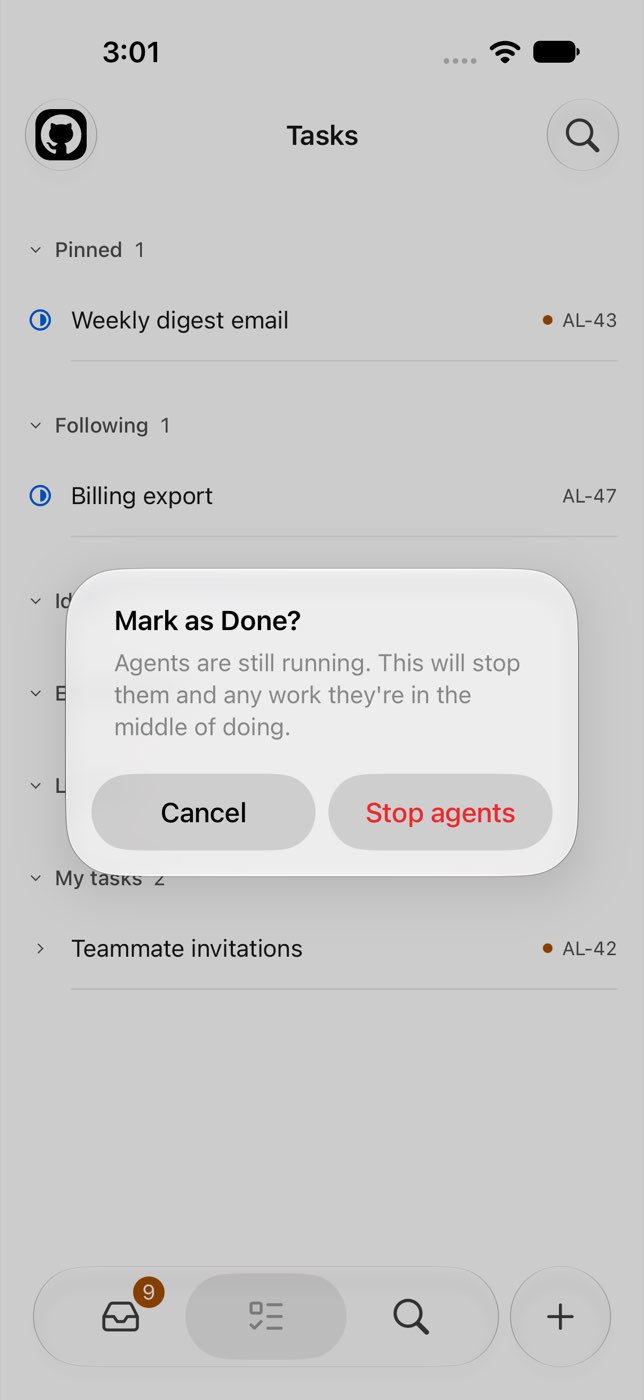 3:01
Tasks
Pinned 1
Weekly digest email
AL-43
Following 1
Billing export
AL-47
Mark as Done?
Agents are still running. This will stop
them and any work they're in the
middle of doing.
Cancel
Stop agents
My tasks 2
Teammate invitations
AL-42
9